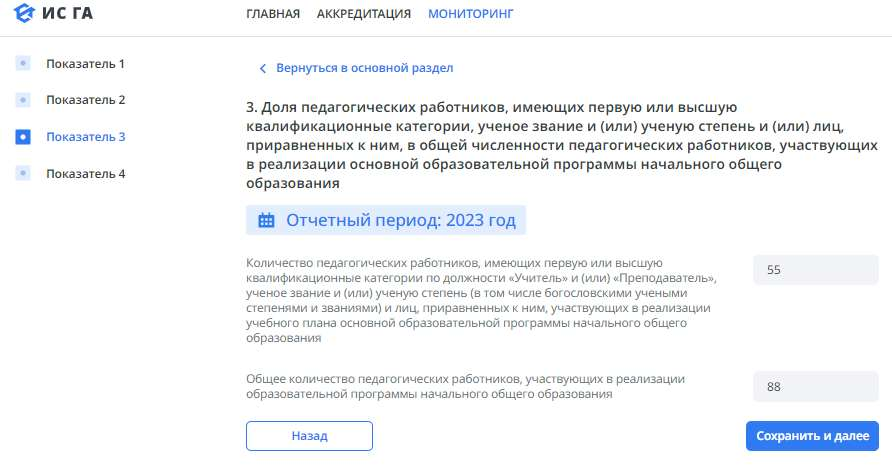 ИС ГА
ГЛАВНАЯ АККРЕДИТАЦИЯ МОНИТОРИНГ
Показатель 1
Показатель 2
Показатель 3
Показатель 4
Вернуться в основной раздел
3. Доля педагогических работников, имеющих первую или высшую
квалификационные категории, ученое звание и (или) ученую степень и (или) лиц,
приравненных к ним, в общей численности педагогических работников, участвующих
в реализации основной образовательной программы начального общего
образования
Отчетный период: 2023 год
Количество педагогических работников, имеющих первую или высшую
квалификационные категории по должности «Учитель» и (или) «Преподаватель»,
ученое звание и (или) ученую степень (в том числе богословскими учеными
степенями и званиями) и лиц, приравненных к ним, участвующих в реализации
учебного плана основной образовательной программы начального общего
образования
55
Общее количество педагогических работников, участвующих в реализации
образовательной программы начального общего образования
88
Назад
Сохранить и далее